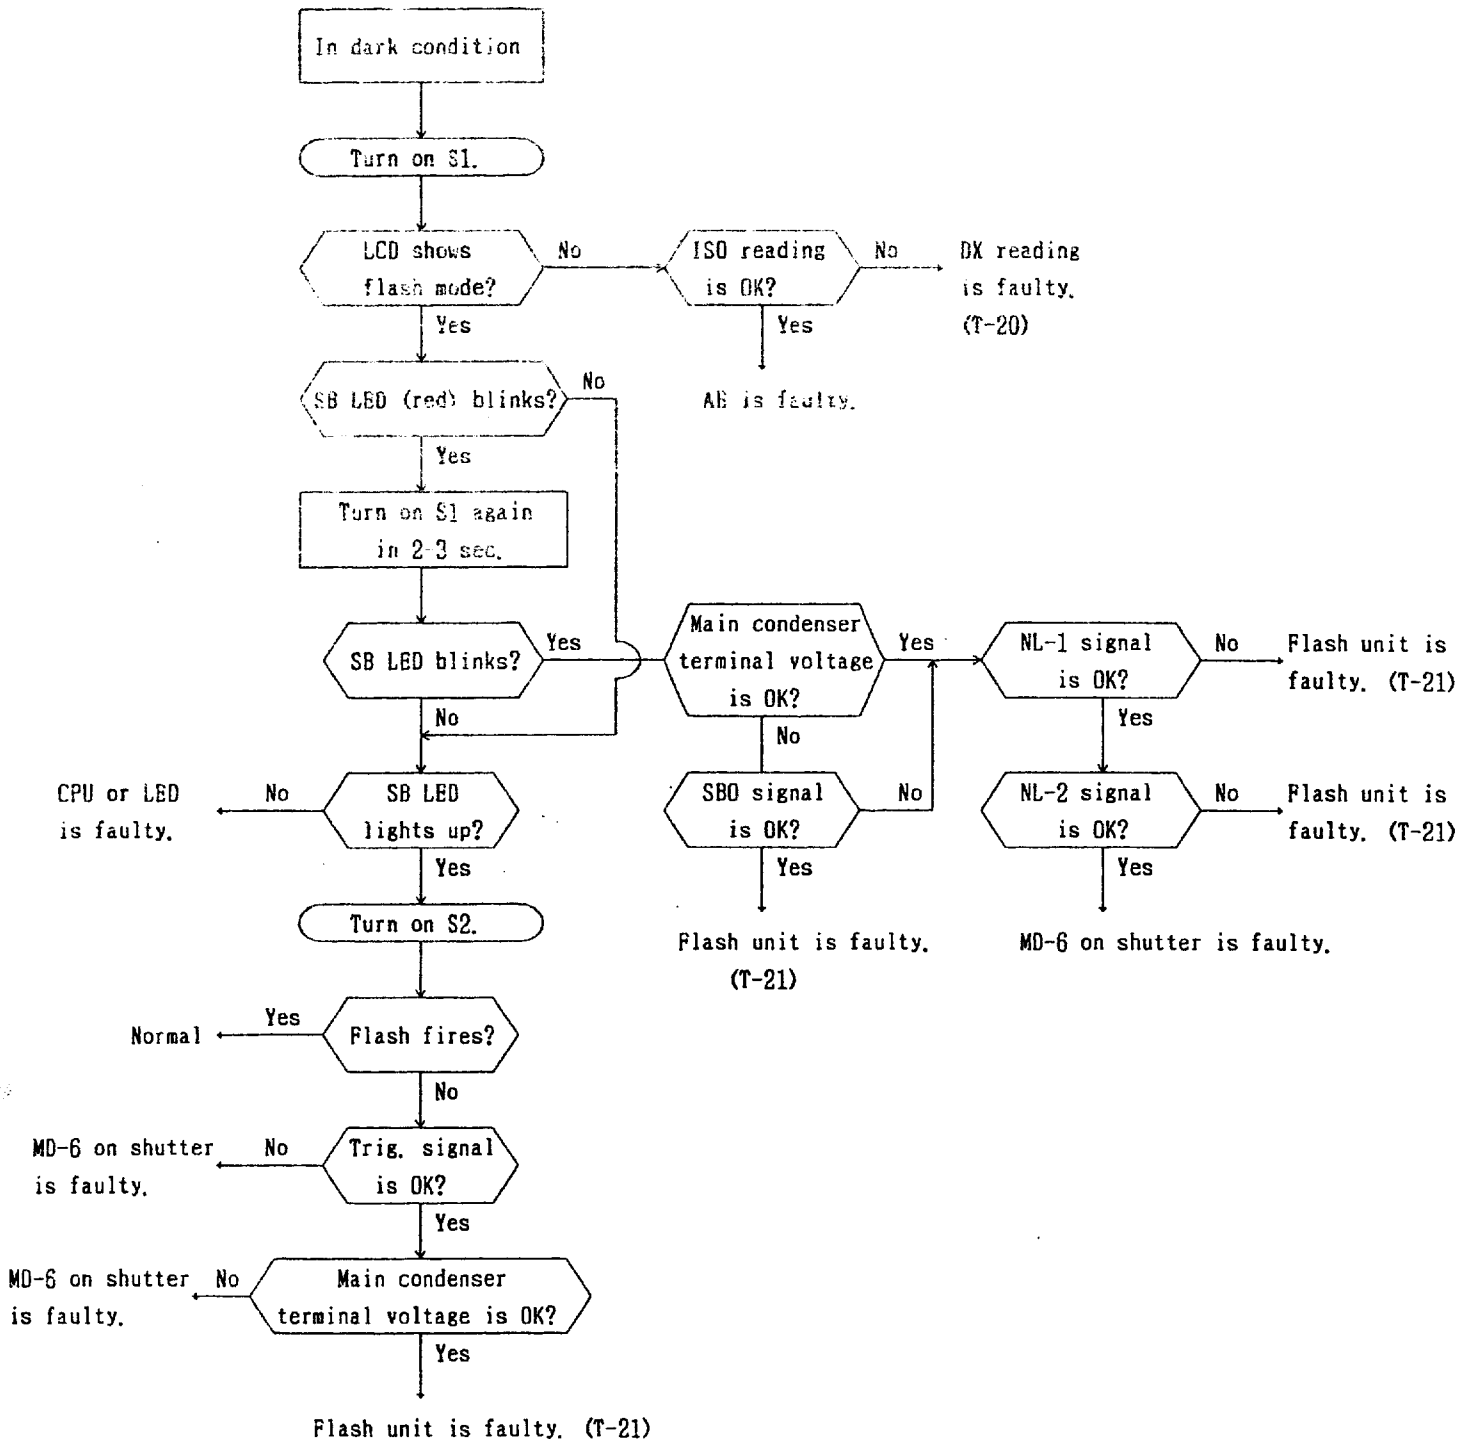 In dark condition
Turn on S1.
LCD shows
flash mode?
No
ISO reading
is OK?
No
DX reading
is faulty.
(T-20)
Yes
Yes
AE is faulty.
SB LED (red) blinks?
No
Yes
Turn on S1 again
in 2-3 sec.
SB LED blinks?
Yes
Main condenser
terminal voltage
is OK?
Yes
NL-1 signal
is OK?
No
Flash unit is
faulty. (T-21)
No
No
Yes
CPU or LED
is faulty.
No
SB LED
lights up?
SBO signal
is OK?
No
NL-2 signal
is OK?
No
Flash unit is
faulty. (T-21)
Yes
Yes
Yes
Turn on S2.
Flash unit is faulty.
(T-21)
MD-6 on shutter is faulty.
Normal
Yes
Flash fires?
No
MD-6 on shutter
is faulty.
No
Trig. signal
is OK?
Yes
MD-6 on shutter
is faulty.
No
Main condenser
terminal voltage is OK?
Yes
Flash unit is faulty. (T-21)